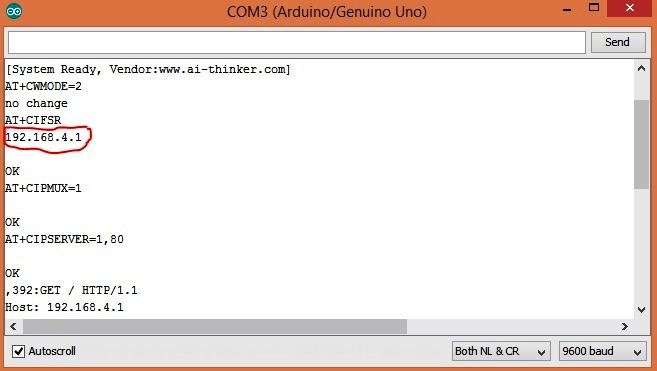 COM3 (Arduino/Genuino Uno)
Send
[System Ready, Vendor:www.ai-thinker.com]
AT+CWMODE=2
no change
AT+CIFSR
192.168.4.1
OK
AT+CIPMUX=1
OK
AT+CIPSERVER=1,80
OK
,392:GET / HTTP/1.1
Host: 192.168.4.1
Autoscroll
Both NL & CR
9600 baud